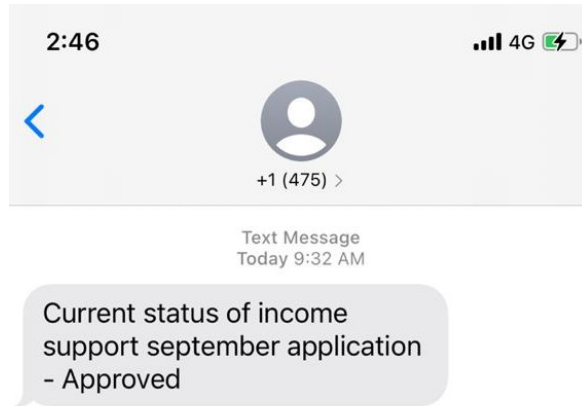 2:46 4G
+1 (475) >
Text Message
Today 9:32 AM
Current status of income
support september application
- Approved